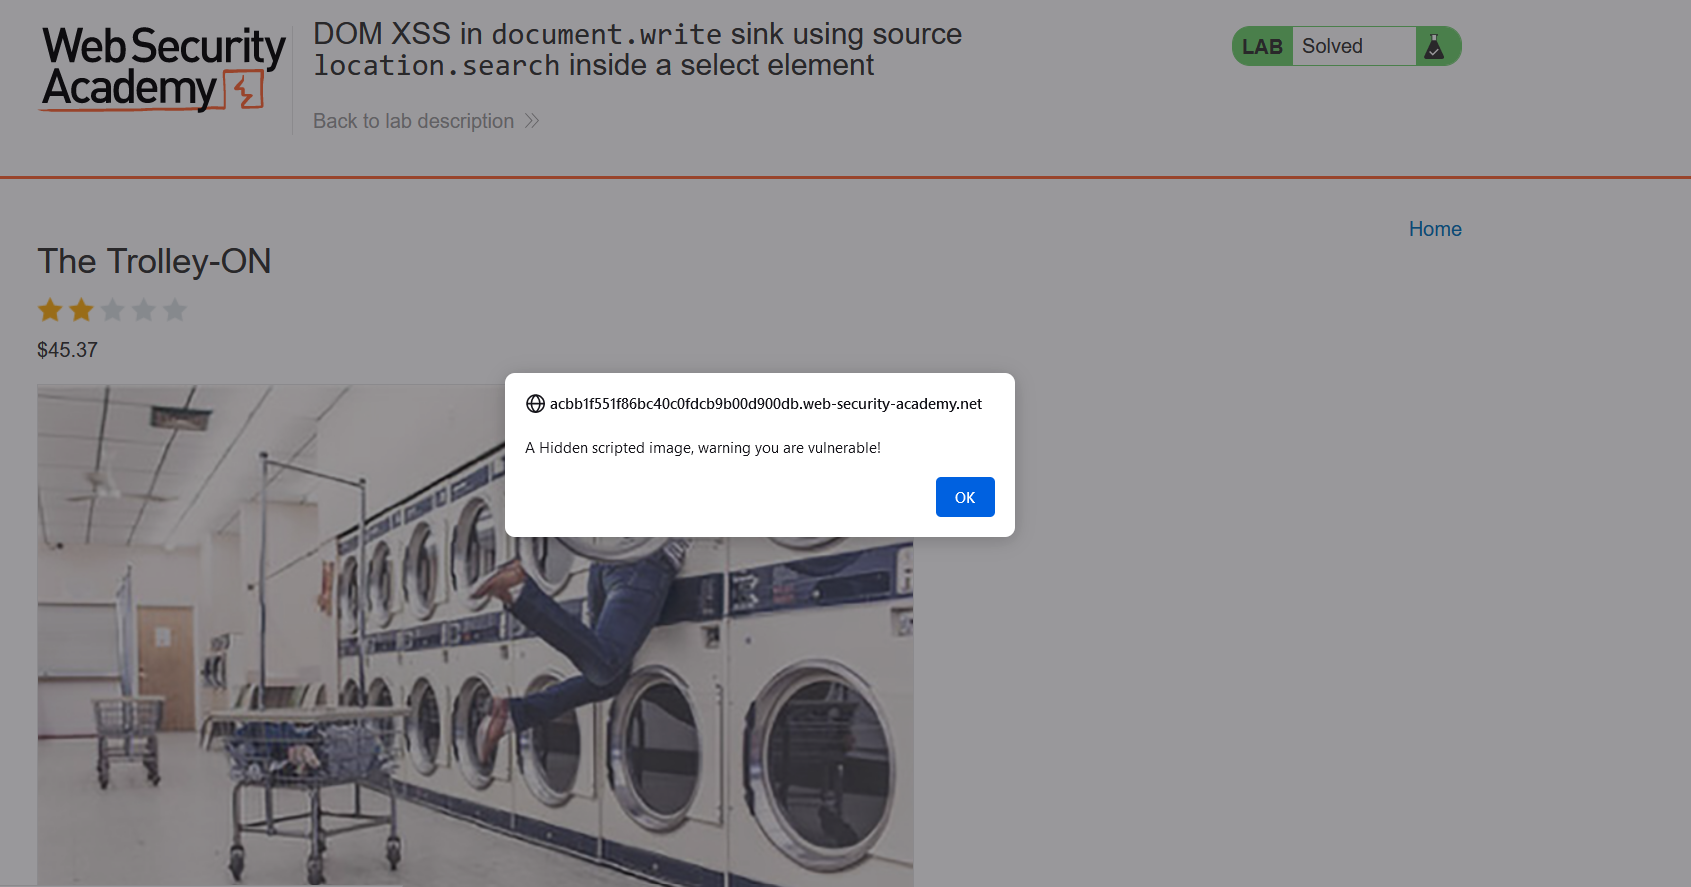 Web Security
Academy
DOM XSS in document.write sink using source
location.search inside a select element
Back to lab description
LAB Solved
Home
The Trolley-ON
$45.37
acbb1f551f86bc40c0fdcb9b00d900db.web-security-academy.net
A Hidden scripted image, warning you are vulnerable!
OK